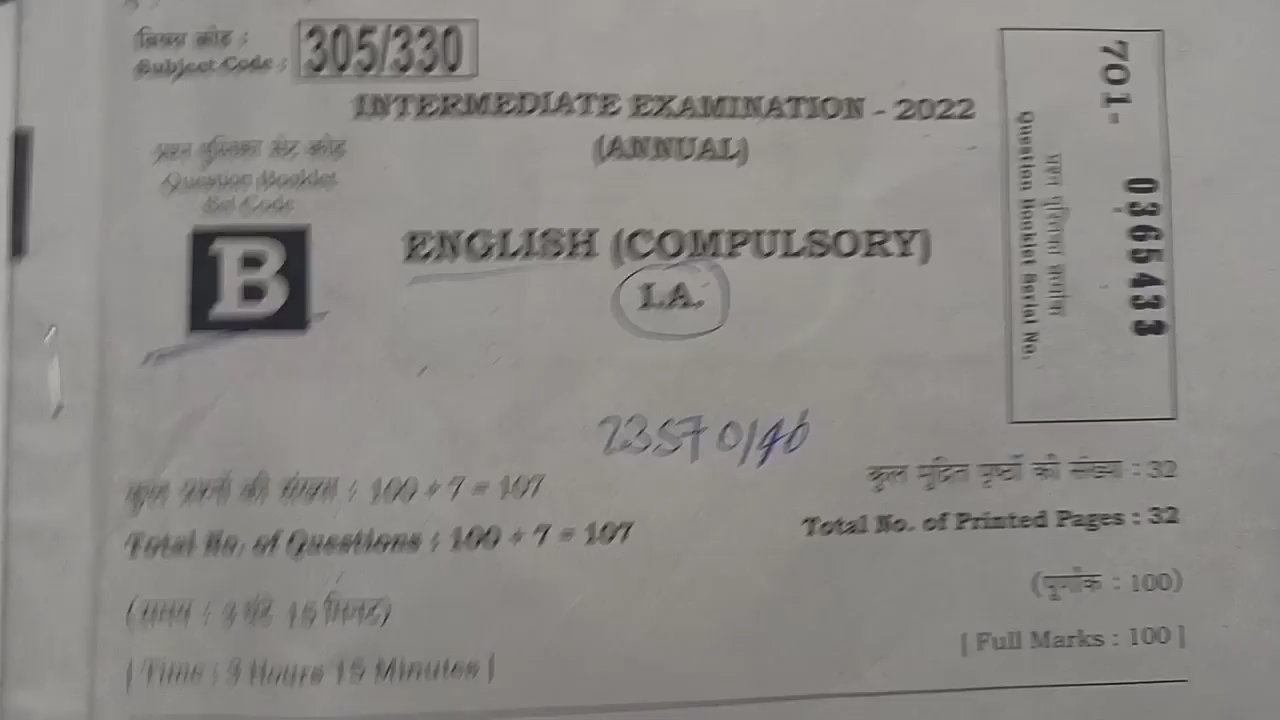 विषय कोड :
Subject Code :
305/330
INTERMEDIATE EXAMINATION - 2022
(ANNUAL)
प्रश्न पुस्तिका सेट कोड
Question Booklet
Set Code
B
ENGLISH (COMPULSORY)
I.A.
701-
0365433
प्रश्न पुस्तिका क्रमांक
Question Booklet Serial No.
कुल प्रश्नों की संख्या : 100 + 7 = 107
Total No. of Questions : 100 + 7 = 107
कुल मुद्रित पृष्ठों की संख्या : 32
Total No. of Printed Pages : 32
(समय : 3 घंटे 15 मिनट)
[ Time : 3 Hours 15 Minutes ]
(पूर्णांक : 100)
[ Full Marks : 100 ]